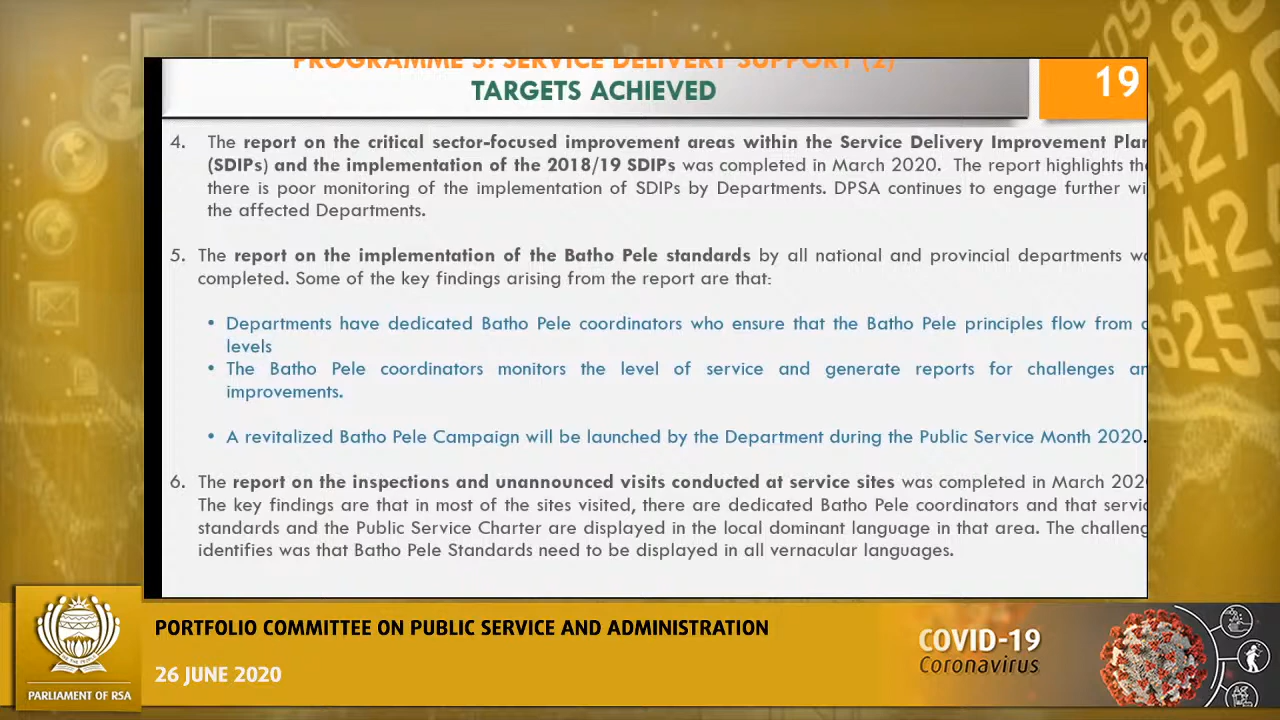 PROGRAMME 3: SERVICE DELIVERY SUPPORT (2)
TARGETS ACHIEVED
19
4. The report on the critical sector-focused improvement areas within the Service Delivery Improvement Plan
(SDIPs) and the implementation of the 2018/19 SDIPs was completed in March 2020. The report highlights
there is poor monitoring of the implementation of SDIPs by Departments. DPSA continues to engage further
the affected Departments.
5. The report on the implementation of the Batho Pele standards by all national and provincial departments
completed. Some of the key findings arising from the report are that:
• Departments have dedicated Batho Pele coordinators who ensure that the Batho Pele principles flow from
levels
• The Batho Pele coordinators monitors the level of service and generate reports for challenges
improvements.
• A revitalized Batho Pele Campaign will be launched by the Department during the Public Service Month 2020.
6. The report on the inspections and unannounced visits conducted at service sites was completed in March 202
The key findings are that in most of the sites visited, there are dedicated Batho Pele coordinators and that servic
standards and the Public Service Charter are displayed in the local dominant language in that area. The challeng
identifies was that Batho Pele Standards need to be displayed in all vernacular languages.
PORTFOLIO COMMITTEE ON PUBLIC SERVICE AND ADMINISTRATION
26 JUNE 2020
PARLIAMENT OF RSA
COVID-19
Coronavirus